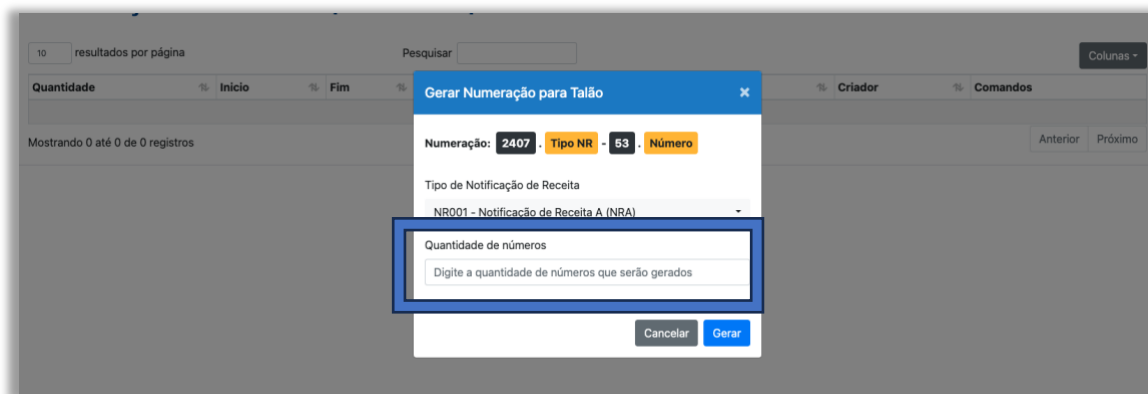 10 resultados por página Pesquisar Colunas
Quantidade Inicio Fim Criador Comandos
Mostrando 0 até 0 de 0 registros Anterior Próximo
Gerar Numeração para Talão ×
Numeração: 2407 . Tipo NR - 53 . Número
Tipo de Notificação de Receita
NR001 - Notificação de Receita A (NRA)
Quantidade de números
Digite a quantidade de números que serão gerados
Cancelar Gerar